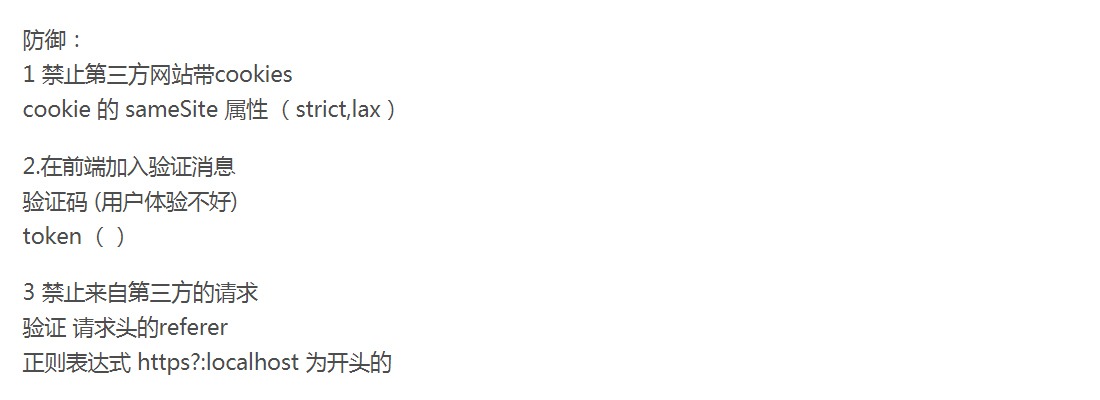 防御：
1 禁止第三方网站带cookies
cookie 的 sameSite 属性（ strict,lax ）
2.在前端加入验证消息
验证码 (用户体验不好)
token（ ）
3 禁止来自第三方的请求
验证 请求头的referer
正则表达式 https?:localhost 为开头的